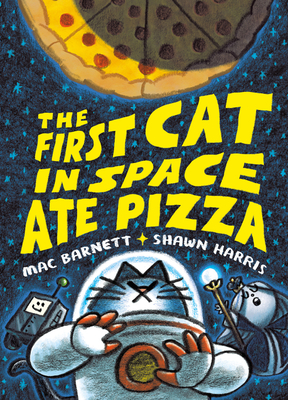 THE
FIRST CAT
IN SPACE
ATE PIZZA
MAC BARNETT ✦ SHAWN HARRIS